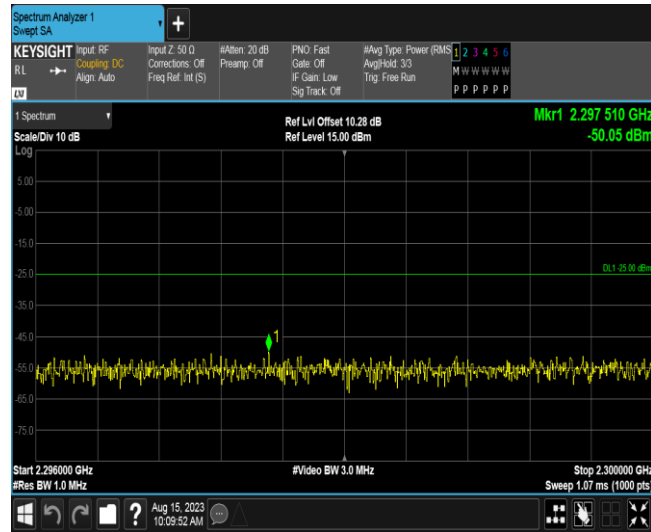 Spectrum Analyzer 1
Swept SA
+
KEYSIGHT Input: RF Input Z: 50 Ω #Atten: 20 dB PNO: Fast #Avg Type: Power (RMS 1 2 3 4 5 6
RL Coupling: DC Corrections: Off Preamp: Off Gate: Off Avg|Hold: 3/3 M W W W W W
Align: Auto Freq Ref: Int (S) IF Gain: Low Trig: Free Run
Sig Track: Off P P P P P P
LXI
1 Spectrum Ref Lvl Offset 10.28 dB Mkr1 2.297 510 GHz
Scale/Div 10 dB Ref Level 15.00 dBm -50.05 dBm
Log
5.00
-5.00
-15.0
-25.0 DL1 -25.00 dBm
-35.0
-45.0
1
-55.0
-65.0
-75.0
Start 2.296000 GHz #Video BW 3.0 MHz Stop 2.300000 GHz
#Res BW 1.0 MHz Sweep 1.07 ms (1000 pts)
? Aug 15, 2023
10:09:52 AM